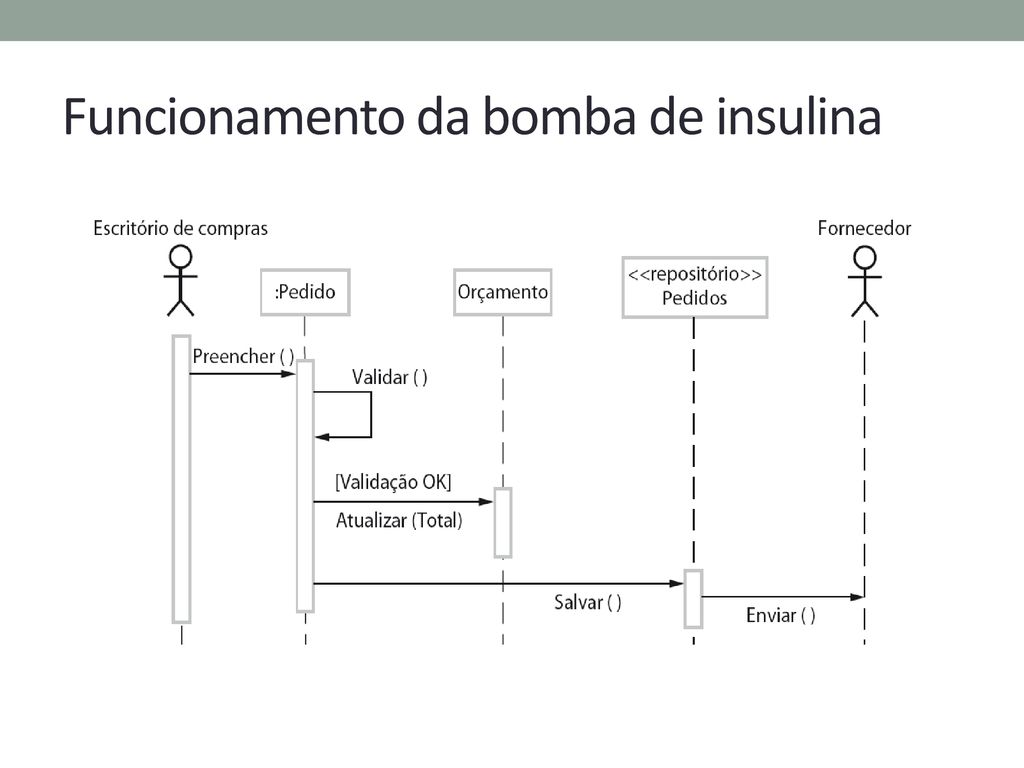 Funcionamento da bomba de insulina
Escritório de compras
Fornecedor
:Pedido
Orçamento
<<repositório>>
Pedidos
Preencher ( )
Validar ( )
[Validação OK]
Atualizar (Total)
Salvar ( )
Enviar ( )